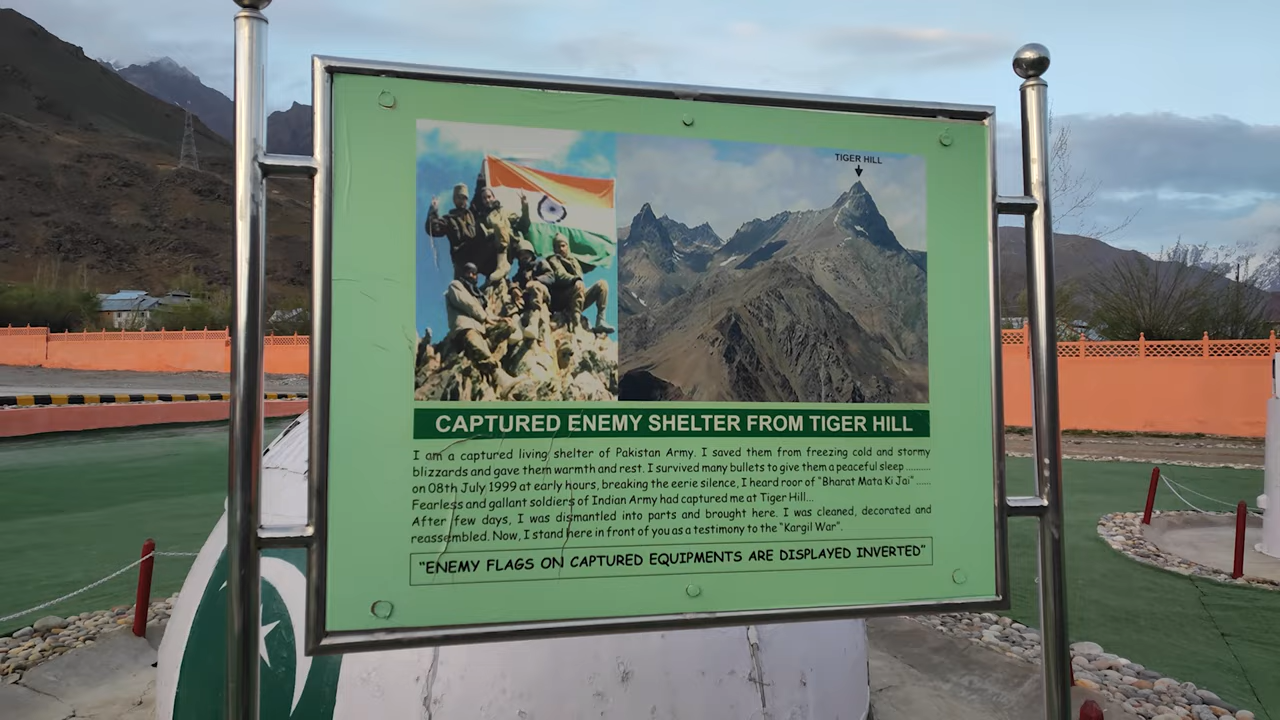 TIGER HILL
CAPTURED ENEMY SHELTER FROM TIGER HILL
I am a captured living shelter of Pakistan Army. I saved them from freezing cold and stormy
blizzards and gave them warmth and rest. I survived many bullets to give them a peaceful sleep ...........
on 08th July 1999 at early hours, breaking the eerie silence, I heard roor of "Bharat Mata Ki Jai" ......
Fearless and gallant soldiers of Indian Army had captured me at Tiger Hill...
After few days, I was dismantled into parts and brought here. I was cleaned, decorated and
reassembled. Now, I stand here in front of you as a testimony to the "Kargil War".
"ENEMY FLAGS ON CAPTURED EQUIPMENTS ARE DISPLAYED INVERTED"